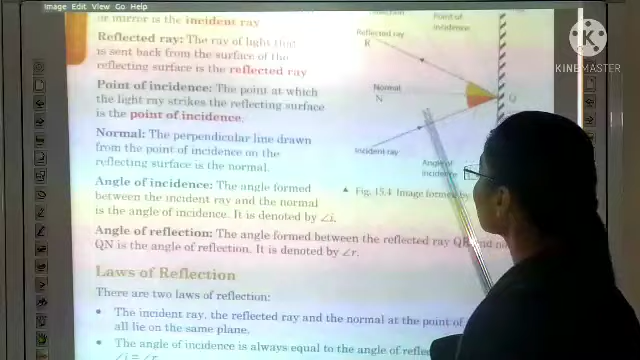 Image Edit View Go Help
KINEMASTER
or mirror is the incident ray
Reflected ray: The ray of light that
is sent back from the surface of the
reflecting surface is the reflected ray
Point of incidence: The point at which
the light ray strikes the reflecting surface
is the point of incidence.
Normal: The perpendicular line drawn
from the point of incidence on the
reflecting surface is the normal.
Angle of incidence: The angle formed
between the incident ray and the normal
is the angle of incidence. It is denoted by ∠i.
Angle of reflection: The angle formed between the reflected ray QR and
QN is the angle of reflection. It is denoted by ∠r.
Laws of Reflection
There are two laws of reflection:
• The incident ray, the reflected ray and the normal at the point of
all lie on the same plane.
• The angle of incidence is always equal to the angle of
∠i = ∠r
Point of
incidence
Reflected ray
R
Normal
N
Q
Incident ray
Angle of
incidence
▲ Fig. 15.4 Image formed by